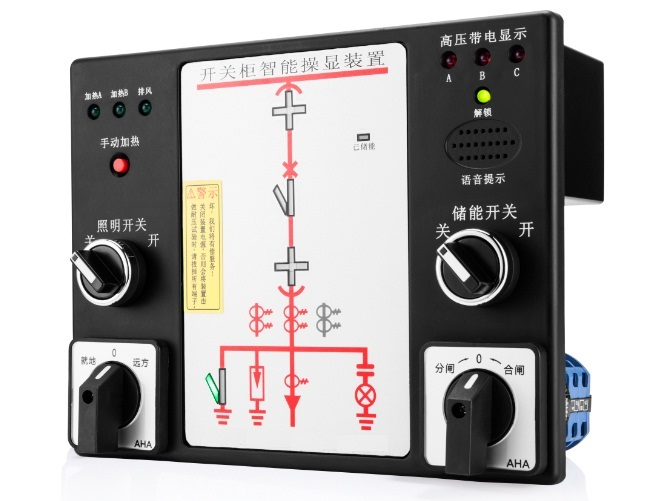 开关柜智能操显装置
加热A 加热B 排风
手动加热
照明开关
关 开
就地 0 远方
AHA
已储能
警示
高压带电显示
A B C
解锁
语音提示
储能开关
关 开
分闸 0 合闸
AHA